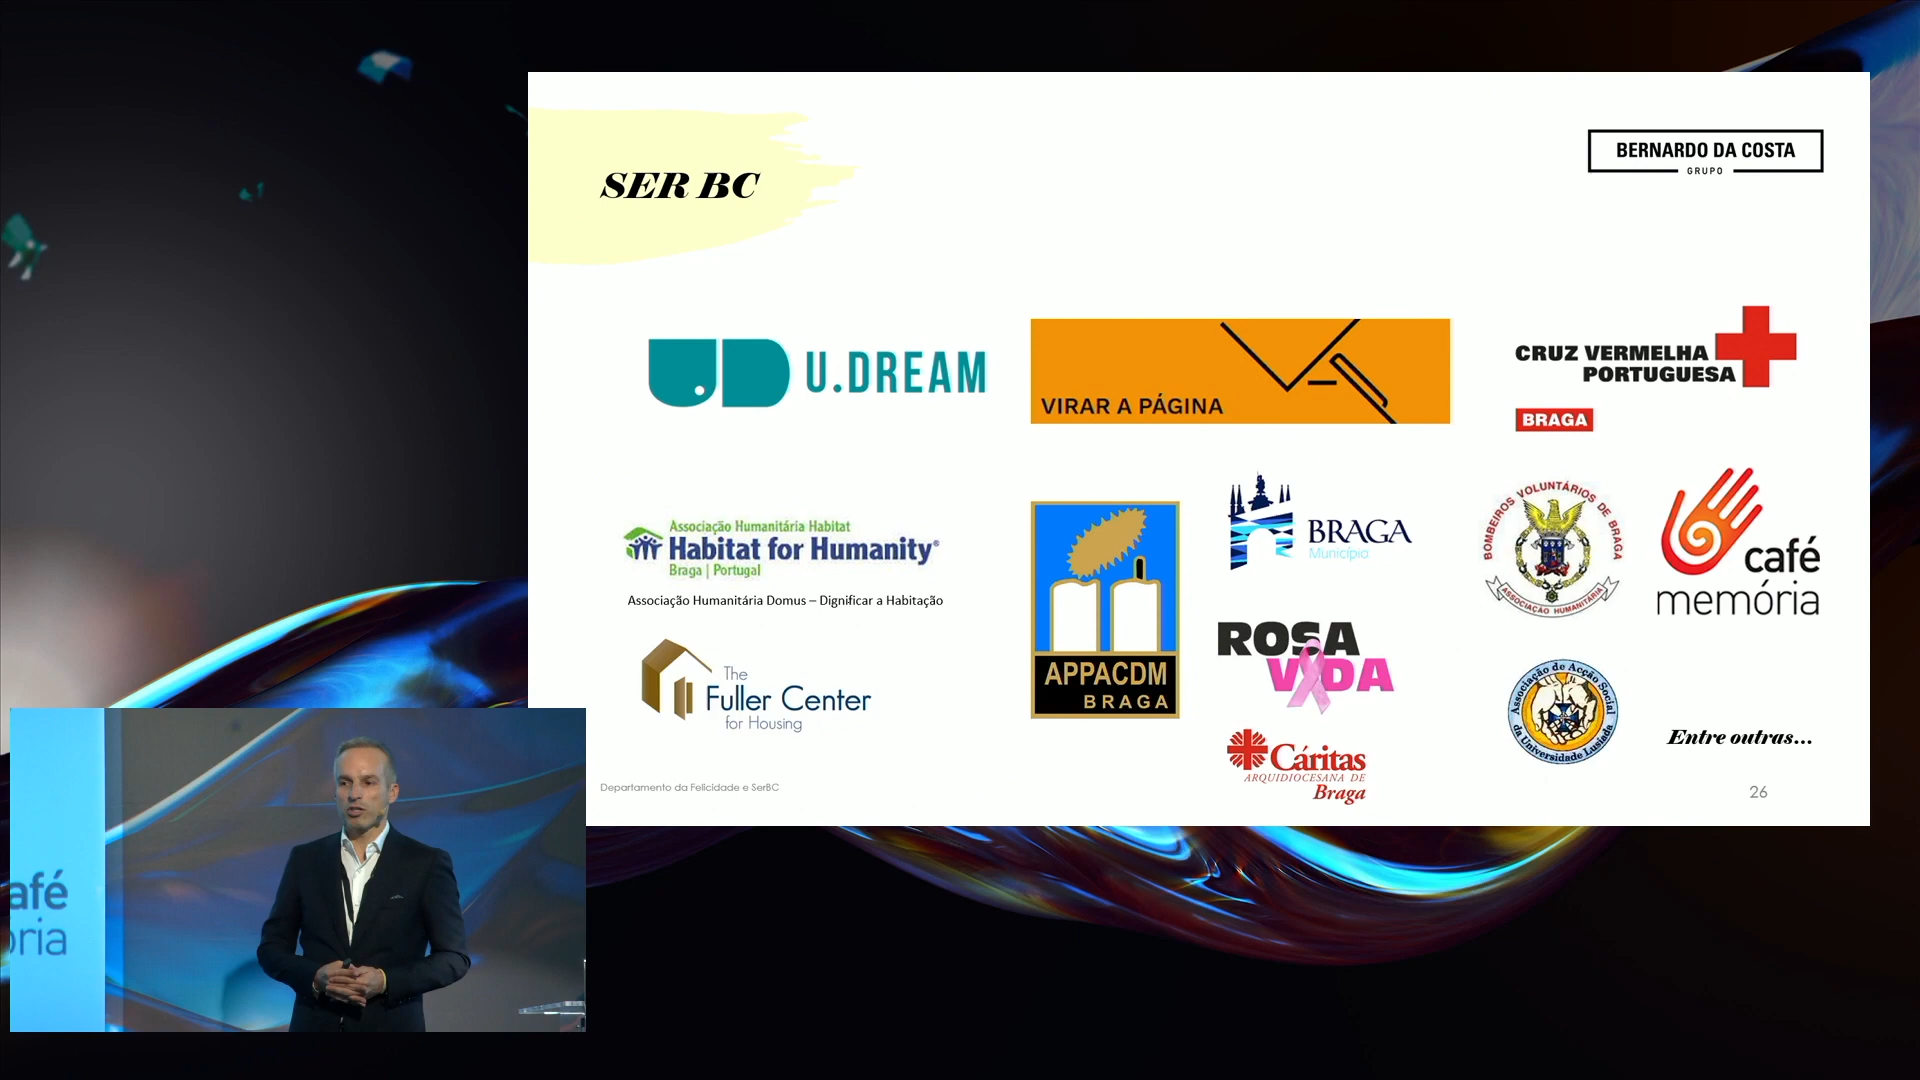 SER BC
BERNARDO DA COSTA
GRUPO
U.DREAM
VIRAR A PÁGINA
CRUZ VERMELHA
PORTUGUESA
BRAGA
Associação Humanitária Habitat
Habitat for Humanity®
Braga | Portugal
Associação Humanitária Domus – Dignificar a Habitação
The
Fuller Center
for Housing
APPACDM
BRAGA
BRAGA
Município
ROSA
VIDA
Cáritas
ARQUIDIOCESANA DE
Braga
BOMBEIROS VOLUNTÁRIOS DE BRAGA
ASSOCIAÇÃO HUMANITÁRIA
café
memória
Associação de Acção Social
da Universidade Lusíada
Entre outras...
Departamento da Felicidade e SerBC
26
afé
ória